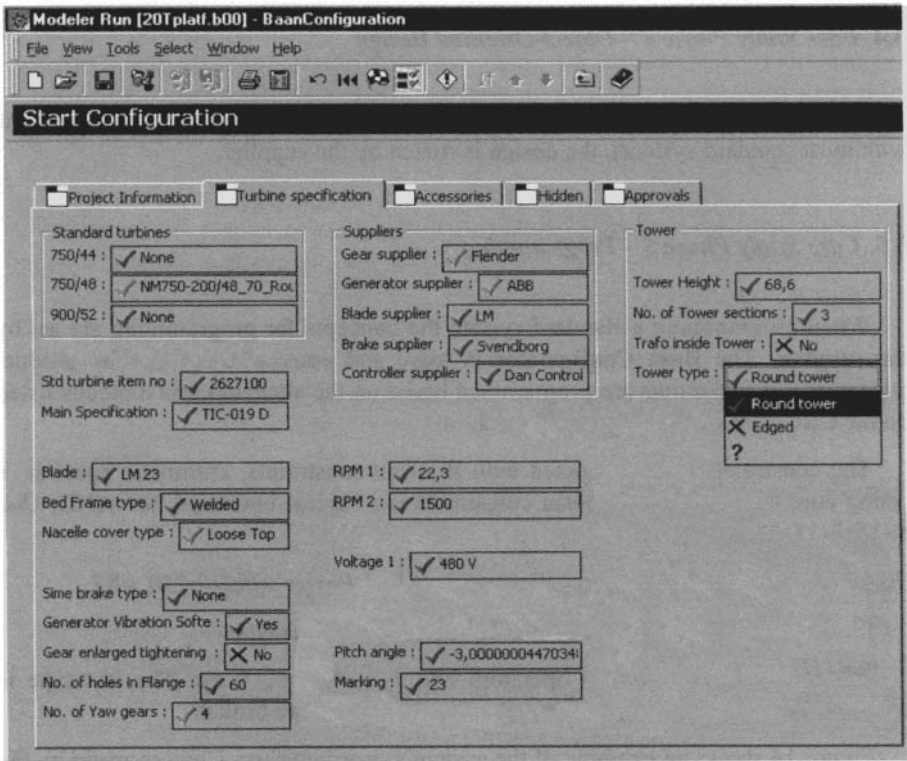 Modeler Run [20Tplatf.b00] - BaanConfiguration
File View Tools Select Window Help
Start Configuration
Project Information
Turbine specification
Accessories
Hidden
Approvals
Standard turbines
750/44 : None
750/48 : NM750-200/48_70_Rou
900/52 : None
Std turbine item no : 2627100
Main Specification : TIC-019 D
Blade : LM 23
Bed Frame type : Welded
Nacelle cover type : Loose Top
Sime brake type : None
Generator Vibration Softe : Yes
Gear enlarged tightening : No
No. of holes in Flange : 60
No. of Yaw gears : 4
Suppliers
Gear supplier : Flender
Generator supplier : ABB
Blade supplier : LM
Brake supplier : Svendborg
Controller supplier : Dan Control
RPM 1 : 22,3
RPM 2 : 1500
Voltage 1 : 480 V
Pitch angle : -3,0000000447034
Marking : 23
Tower
Tower Height : 68,6
No. of Tower sections : 3
Trafo inside Tower : No
Tower type : Round tower
Round tower
Edged
?